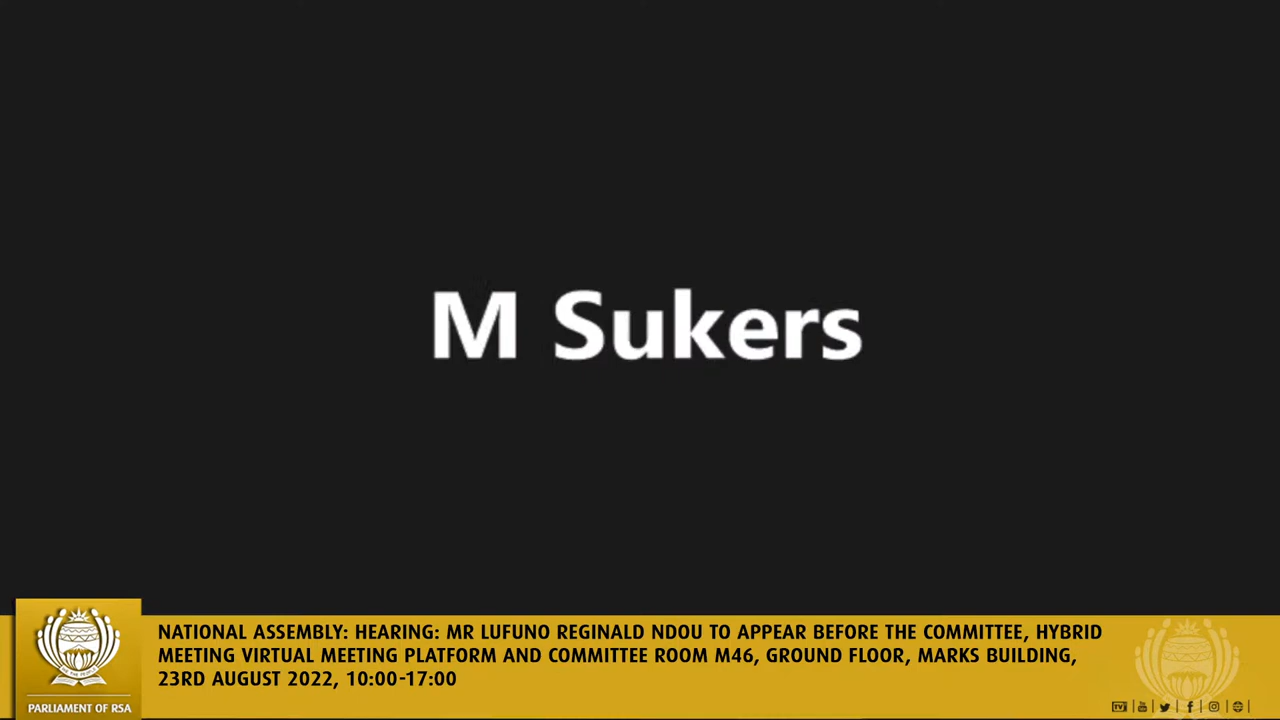 M Sukers
NATIONAL ASSEMBLY: HEARING: MR LUFUNO REGINALD NDOU TO APPEAR BEFORE THE COMMITTEE, HYBRID
MEETING VIRTUAL MEETING PLATFORM AND COMMITTEE ROOM M46, GROUND FLOOR, MARKS BUILDING,
23RD AUGUST 2022, 10:00-17:00
PARLIAMENT OF RSA